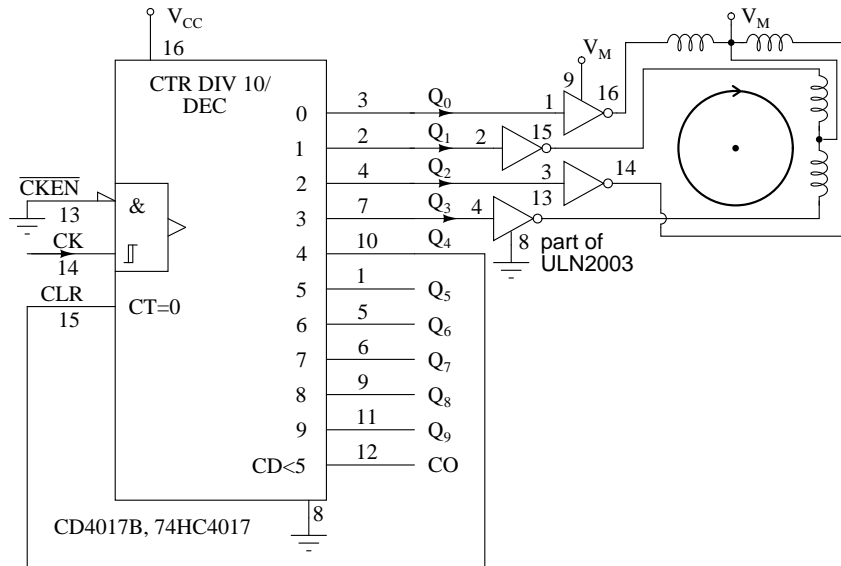 V_CC
16
CTR DIV 10/
DEC
0 3 Q_0
1 2 Q_1
2 4 Q_2
3 7 Q_3
4 10 Q_4
5 1 Q_5
6 5 Q_6
7 6 Q_7
8 9 Q_8
9 11 Q_9
CD<5 12 CO
CKEN
13
&
CK
14
CLR
15
CT=0
8
CD4017B, 74HC4017
V_M
9
1 16
2 15
3 14
4 13
8
part of
ULN2003
V_M